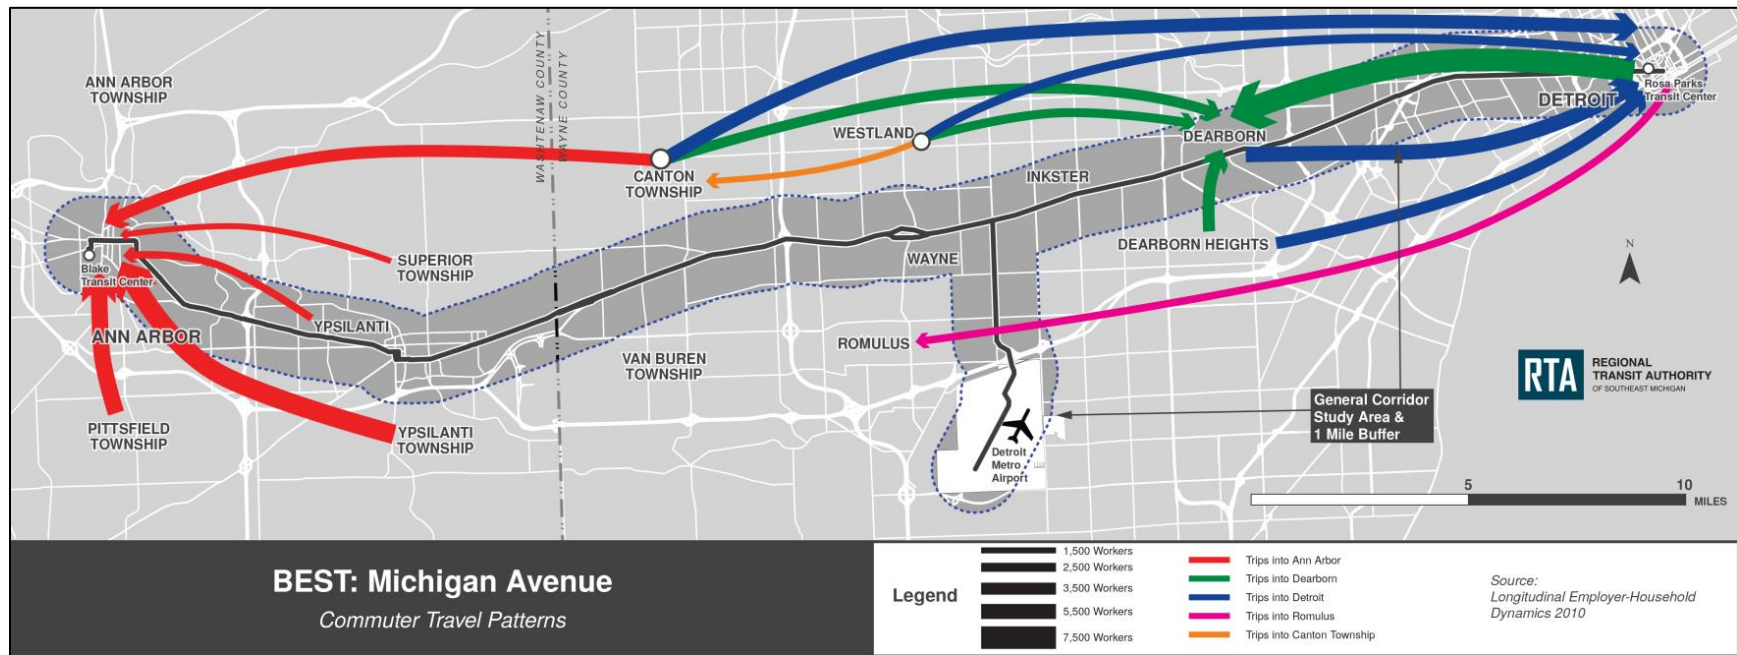 ANN ARBOR
TOWNSHIP
WASHTENAW COUNTY
WAYNE COUNTY
WESTLAND
CANTON
TOWNSHIP
DEARBORN
DETROIT
Rosa Parks
Transit Center
INKSTER
SUPERIOR
TOWNSHIP
Blake
Transit Center
DEARBORN HEIGHTS
N
WAYNE
YPSILANTI
ANN ARBOR
ROMULUS
VAN BUREN
TOWNSHIP
RTA
REGIONAL
TRANSIT AUTHORITY
OF SOUTHEAST MICHIGAN
General Corridor
Study Area &
1 Mile Buffer
PITTSFIELD
TOWNSHIP
YPSILANTI
TOWNSHIP
Detroit
Metro
Airport
5
10
MILES
BEST: Michigan Avenue
Commuter Travel Patterns
Legend
1,500 Workers
2,500 Workers
3,500 Workers
5,500 Workers
7,500 Workers
Trips into Ann Arbor
Trips into Dearborn
Trips into Detroit
Trips into Romulus
Trips into Canton Township
Source:
Longitudinal Employer-Household
Dynamics 2010